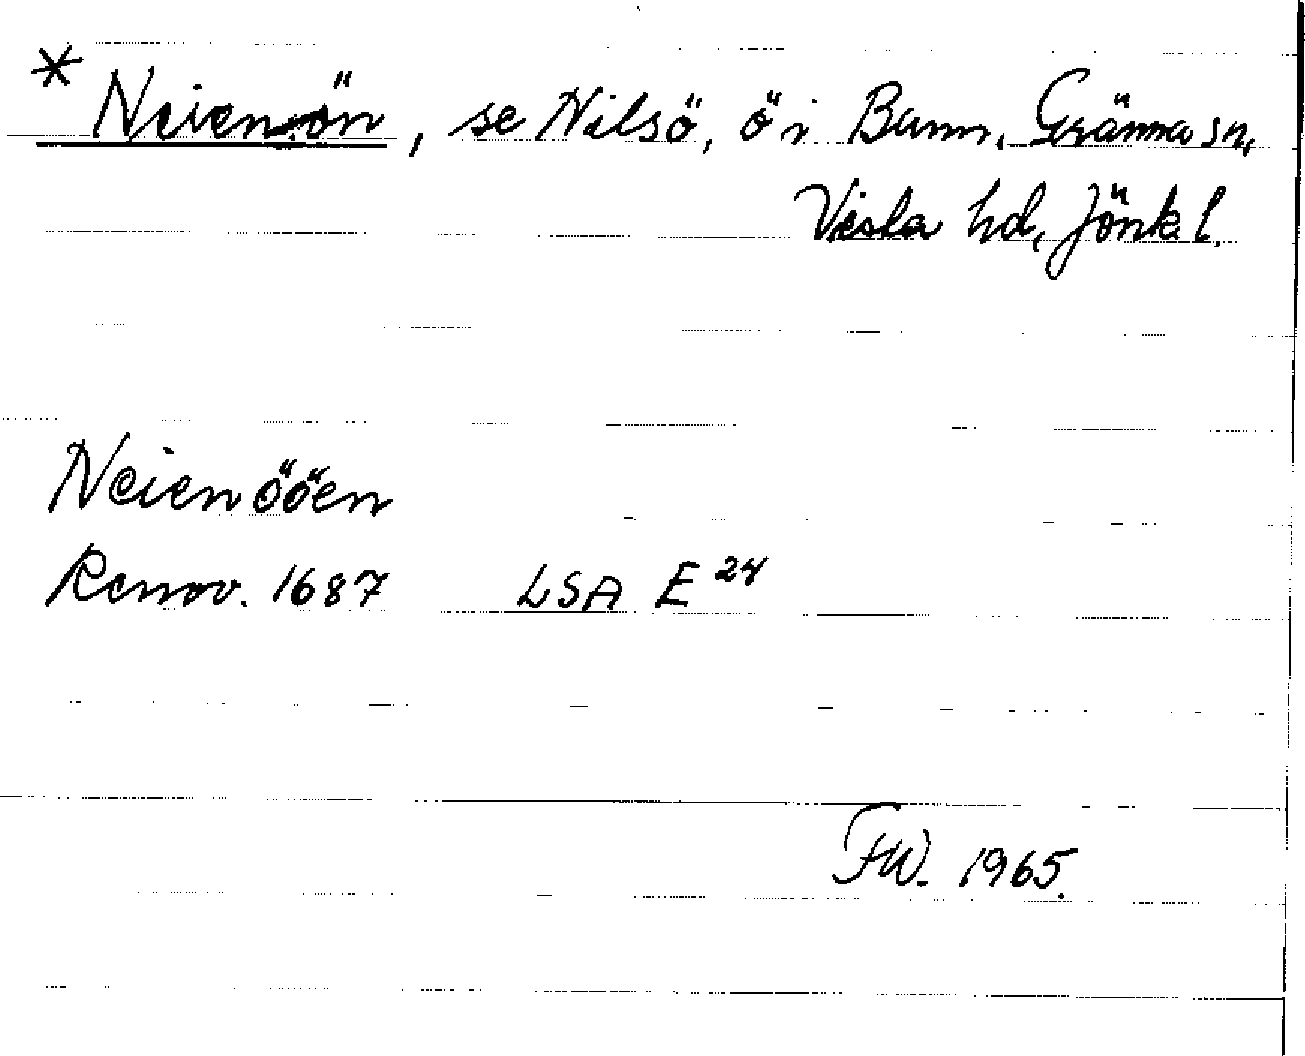 * Neienön, se Nilsö, ö i Bunn, Gränna sn,
Vista hd, Jönk l.
Neienööen
Renov. 1687 LSA E 24
FW. 1965.